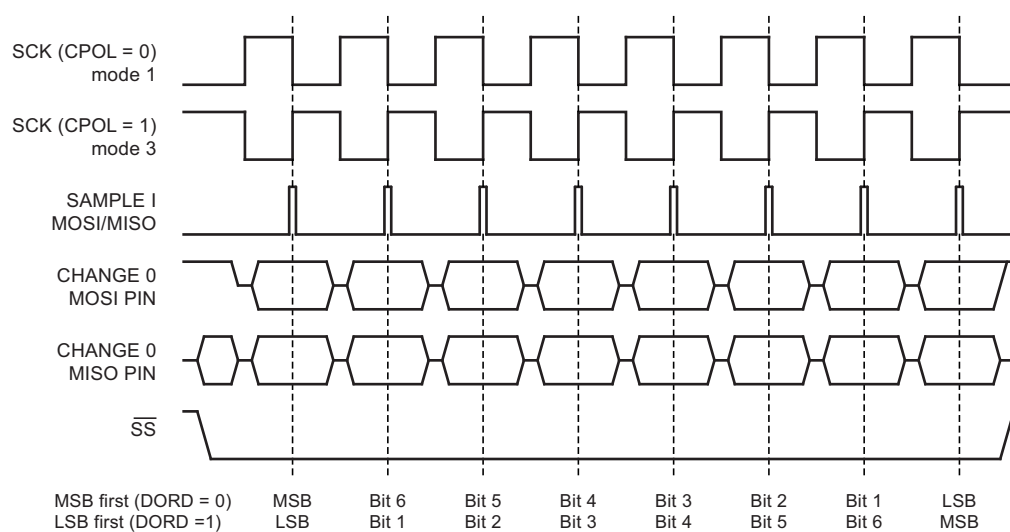 SCK (CPOL = 0)
mode 1
SCK (CPOL = 1)
mode 3
SAMPLE I
MOSI/MISO
CHANGE 0
MOSI PIN
CHANGE 0
MISO PIN
SS
MSB first (DORD = 0) MSB Bit 6 Bit 5 Bit 4 Bit 3 Bit 2 Bit 1 LSB
LSB first (DORD =1) LSB Bit 1 Bit 2 Bit 3 Bit 4 Bit 5 Bit 6 MSB